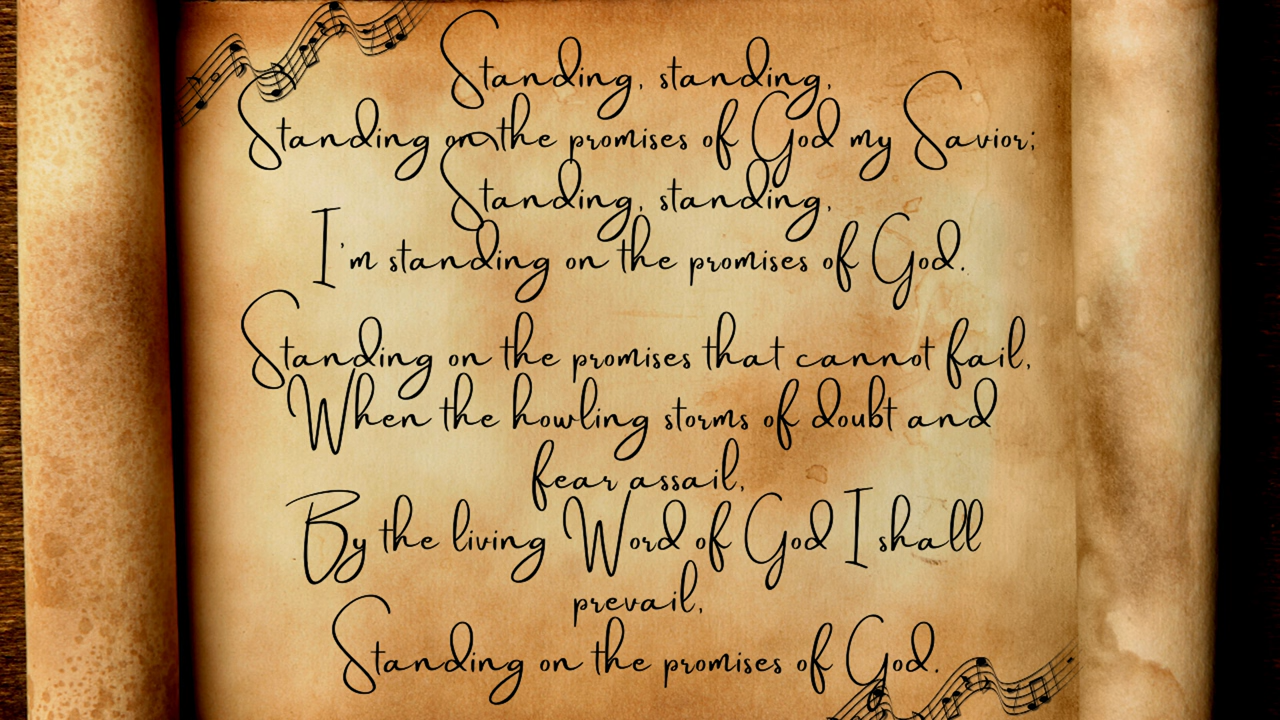 Standing, standing,
Standing on the promises of God my Savior;
Standing, standing,
I'm standing on the promises of God.
Standing on the promises that cannot fail,
When the howling storms of doubt and
fear assail,
By the living Word of God I shall
prevail,
Standing on the promises of God.